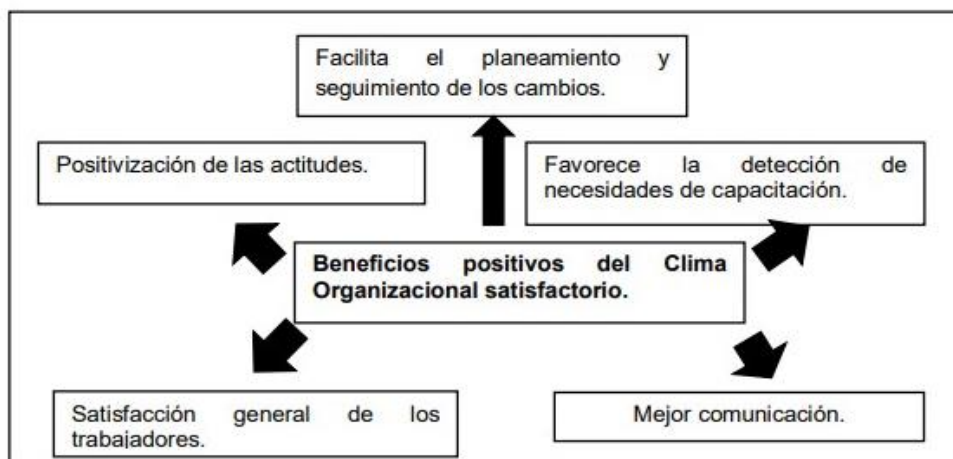 Facilita el planeamiento y
seguimiento de los cambios.
Positivización de las actitudes.
Favorece la detección de
necesidades de capacitación.
Beneficios positivos del Clima
Organizacional satisfactorio.
Satisfacción general de los
trabajadores.
Mejor comunicación.